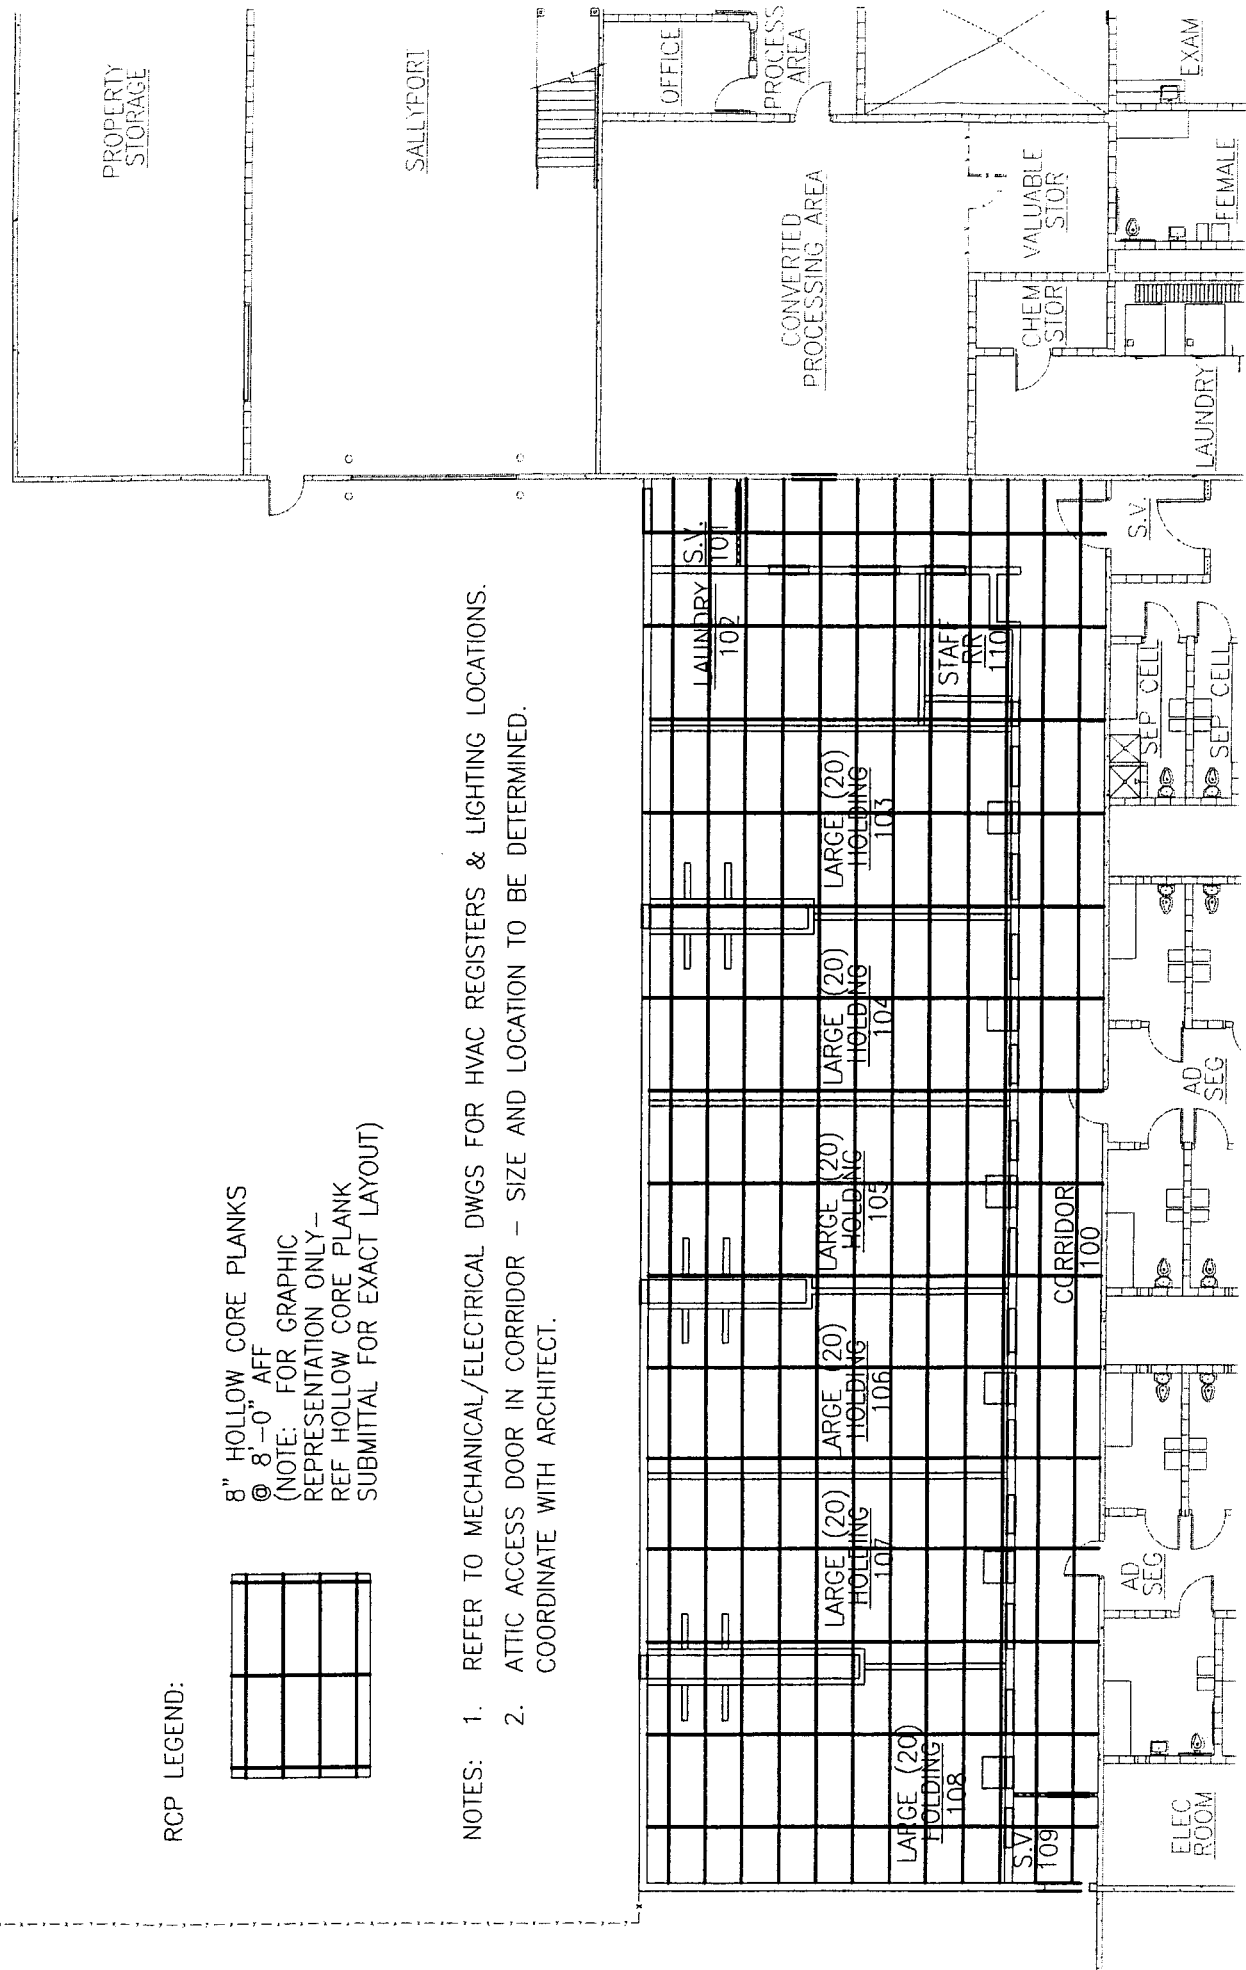 RCP LEGEND:
8" HOLLOW CORE PLANKS
@ 8'-0" AFF
(NOTE: FOR GRAPHIC
REPRESENTATION ONLY-
REF HOLLOW CORE PLANK
SUBMITTAL FOR EXACT LAYOUT)
NOTES: 1. REFER TO MECHANICAL/ELECTRICAL DWGS FOR HVAC REGISTERS & LIGHTING LOCATIONS.
2. ATTIC ACCESS DOOR IN CORRIDOR - SIZE AND LOCATION TO BE DETERMINED.
COORDINATE WITH ARCHITECT.
PROPERTY
STORAGE
SALLYPORT
OFFICE
PROCESS
AREA
CONVERTED
PROCESSING AREA
VALUABLE
STOR
CHEM
STOR
EXAM
FEMALE
LAUNDRY
S.V.
101
LAUNDRY
102
STAFF
RR
110
LARGE (20)
HOLDING
103
LARGE (20)
HOLDING
104
LARGE (20)
HOLDING
105
LARGE (20)
HOLDING
106
LARGE (20)
HOLDING
107
LARGE (20)
HOLDING
108
S.V.
109
CORRIDOR
100
S.V.
SEP CELL
SEP CELL
AD
SEG
AD
SEG
ELEC
ROOM